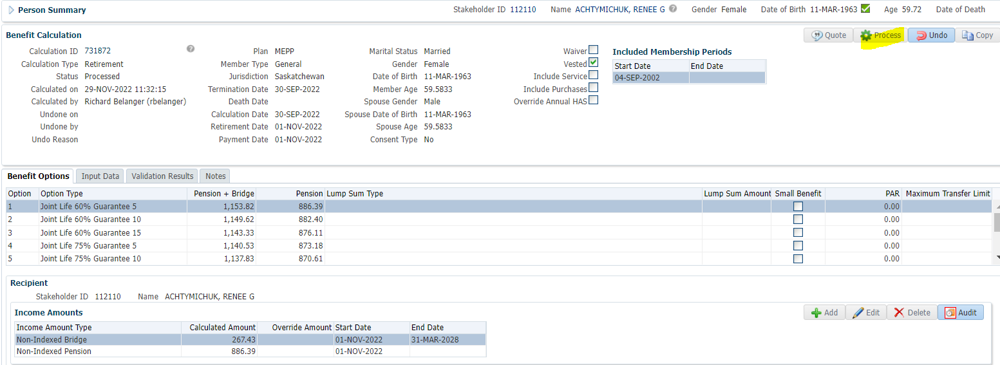 Person Summary Stakeholder ID 112110 Name ACHTYMICHUK, RENEE G Gender Female Date of Birth 11-MAR-1963 Age 59.72 Date of Death
Benefit Calculation Quote Process Undo Copy
Calculation ID 731872 Plan MEPP Marital Status Married Waiver Included Membership Periods
Calculation Type Retirement Member Type General Gender Female Vested Start Date End Date
Status Processed Jurisdiction Saskatchewan Date of Birth 11-MAR-1963 Include Service 04-SEP-2002
Calculated on 29-NOV-2022 11:32:15 Termination Date 30-SEP-2022 Member Age 59.5833 Include Purchases
Calculated by Richard Belanger (rbelanger) Death Date Spouse Gender Male Override Annual HAS
Undone on Calculation Date 30-SEP-2022 Spouse Date of Birth 11-MAR-1963
Undone by Retirement Date 01-NOV-2022 Spouse Age 59.5833
Undo Reason Payment Date 01-NOV-2022 Consent Type No
Benefit Options Input Data Validation Results Notes
Option Option Type Pension + Bridge Pension Lump Sum Type Lump Sum Amount Small Benefit PAR Maximum Transfer Limit
1 Joint Life 60% Guarantee 5 1,153.82 886.39 0.00
2 Joint Life 60% Guarantee 10 1,149.62 882.40 0.00
3 Joint Life 60% Guarantee 15 1,143.33 876.11 0.00
4 Joint Life 75% Guarantee 5 1,140.53 873.18 0.00
5 Joint Life 75% Guarantee 10 1,137.83 870.61 0.00
Recipient
Stakeholder ID 112110 Name ACHTYMICHUK, RENEE G
Income Amounts Add Edit Delete Audit
Income Amount Type Calculated Amount Override Amount Start Date End Date
Non-Indexed Bridge 267.43 01-NOV-2022 31-MAR-2028
Non-Indexed Pension 886.39 01-NOV-2022